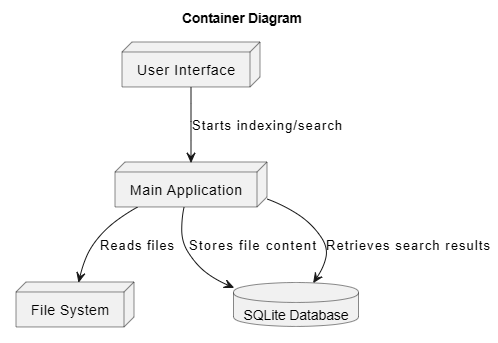 Container Diagram
User Interface
Starts indexing/search
Main Application
Reads files
Stores file content
Retrieves search results
File System
SQLite Database